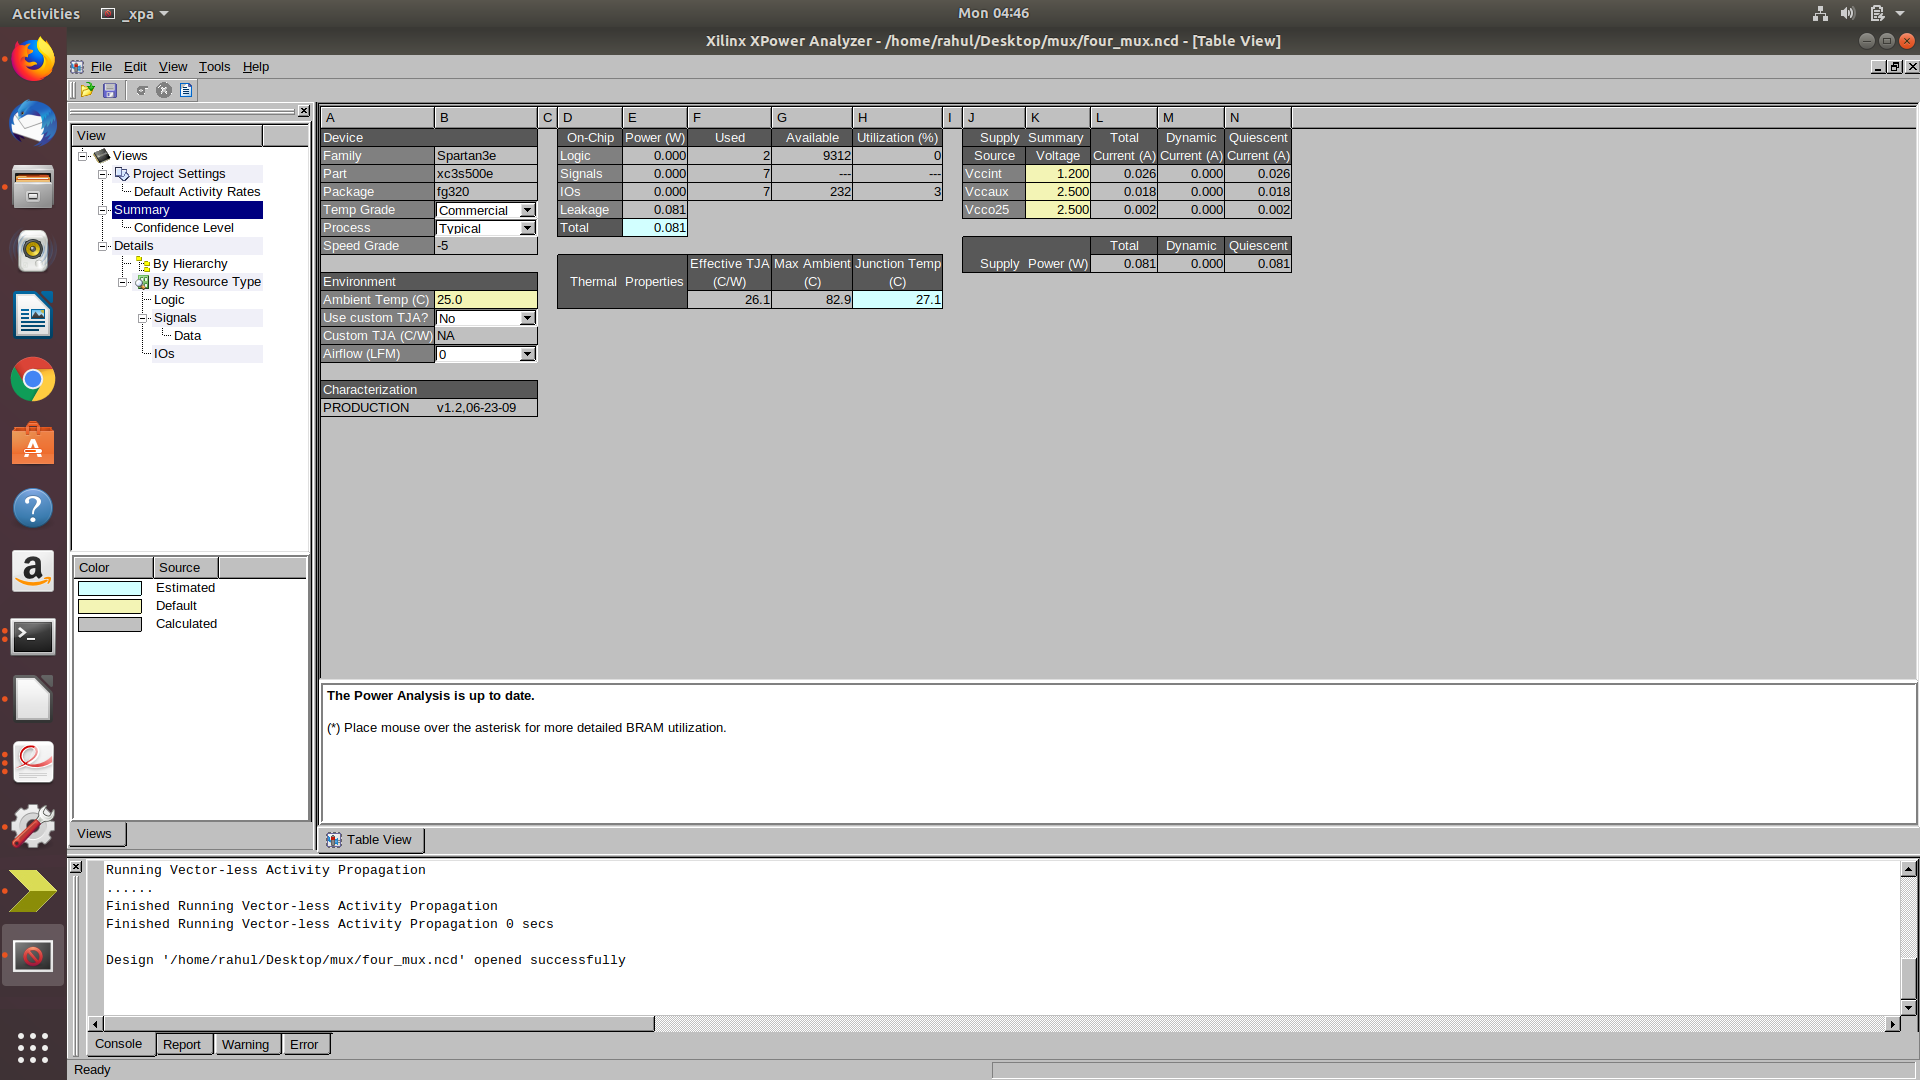 Activities _xpa Mon 04:46
Xilinx XPower Analyzer - /home/rahul/Desktop/mux/four_mux.ncd - [Table View]
File Edit View Tools Help
View
Views
Project Settings
Default Activity Rates
Summary
Confidence Level
Details
By Hierarchy
By Resource Type
Logic
Signals
Data
IOs
Color Source
Estimated
Default
Calculated
Views
A B C D E F G H I J K L M N
Device
Family Spartan3e
Part xc3s500e
Package fg320
Temp Grade Commercial
Process Typical
Speed Grade -5
Environment
Ambient Temp (C) 25.0
Use custom TJA? No
Custom TJA (C/W) NA
Airflow (LFM) 0
Characterization
PRODUCTION v1.2,06-23-09
On-Chip Power (W) Used Available Utilization (%)
Logic 0.000 2 9312 0
Signals 0.000 7 --- ---
IOs 0.000 7 232 3
Leakage 0.081
Total 0.081
Effective TJA Max Ambient Junction Temp
Thermal Properties (C/W) (C) (C)
26.1 82.9 27.1
Supply Summary Total Dynamic Quiescent
Source Voltage Current (A) Current (A) Current (A)
Vccint 1.200 0.026 0.000 0.026
Vccaux 2.500 0.018 0.000 0.018
Vcco25 2.500 0.002 0.000 0.002
Total Dynamic Quiescent
Supply Power (W) 0.081 0.000 0.081
The Power Analysis is up to date.
(*) Place mouse over the asterisk for more detailed BRAM utilization.
Table View
Running Vector-less Activity Propagation
......
Finished Running Vector-less Activity Propagation
Finished Running Vector-less Activity Propagation 0 secs
Design '/home/rahul/Desktop/mux/four_mux.ncd' opened successfully
Console Report Warning Error
Ready